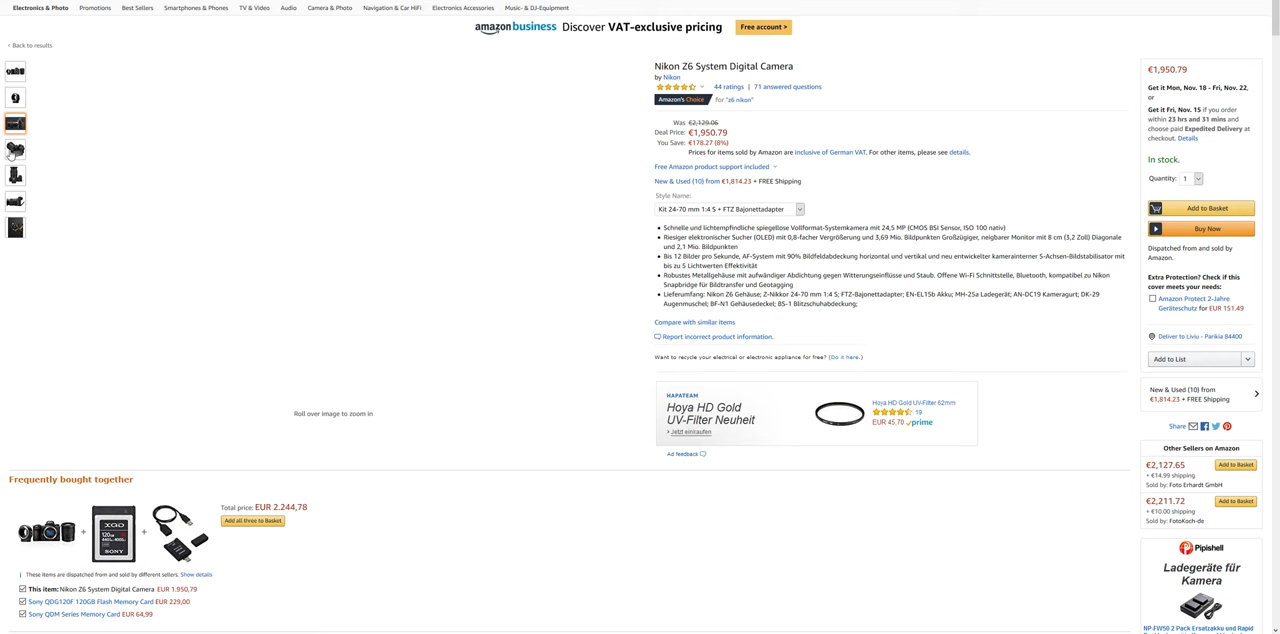 Electronics & Photo Promotions Best Sellers Smartphones & Phones TV & Video Audio Camera & Photo Navigation & Car HiFi Electronics Accessories Music- & DJ-Equipment
amazon business Discover VAT-exclusive pricing Free account >
‹ Back to results
Nikon Z6 System Digital Camera
by Nikon
44 ratings | 71 answered questions
Amazon's Choice for "z6 nikon"
Was €2,129.06
Deal Price: €1,950.79
You Save: €178.27 (8%)
Prices for items sold by Amazon are inclusive of German VAT. For other items, please see details.
Free Amazon product support included
New & Used (10) from €1,814.23 + FREE Shipping
Style Name:
Kit 24-70 mm 1:4 S + FTZ Bajonettadapter
• Schnelle und lichtempfindliche spiegellose Vollformat-Systemkamera mit 24,5 MP (CMOS BSI Sensor, ISO 100 nativ)
• Riesiger elektronischer Sucher (OLED) mit 0,8-facher Vergrößerung und 3,69 Mio. Bildpunkten Großzügiger, neigbarer Monitor mit 8 cm (3,2 Zoll) Diagonale
und 2,1 Mio. Bildpunkten
• Bis 12 Bilder pro Sekunde, AF-System mit 90% Bildfeldabdeckung horizontal und vertikal und neu entwickelter kamerainterner 5-Achsen-Bildstabilisator mit
bis zu 5 Lichtwerten Effektivität
• Robustes Metallgehäuse mit aufwändiger Abdichtung gegen Witterungseinflüsse und Staub. Offene Wi-Fi Schnittstelle, Bluetooth, kompatibel zu Nikon
Snapbridge für Bildtransfer und Geotagging
• Lieferumfang: Nikon Z6 Gehäuse; Z-Nikkor 24-70 mm 1:4 S; FTZ-Bajonettadapter; EN-EL15b Akku; MH-25a Ladegerät; AN-DC19 Kameragurt; DK-29
Augenmuschel; BF-N1 Gehäusedeckel; BS-1 Blitzschuhabdeckung;
Compare with similar items
Report incorrect product information.
Want to recycle your electrical or electronic appliance for free? (Do it here.)
HAPATEAM
Hoya HD Gold
UV-Filter Neuheit
› Jetzt einkaufen
Hoya HD Gold UV-Filter 62mm
19
EUR 45,70 prime
Ad feedback
Roll over image to zoom in
€1,950.79
Get it Mon, Nov. 18 - Fri, Nov. 22,
or
Get it Fri, Nov. 15 if you order
within 23 hrs and 31 mins and
choose paid Expedited Delivery at
checkout. Details
In stock.
Quantity: 1
Add to Basket
Buy Now
Dispatched from and sold by
Amazon.
Extra Protection? Check if this
cover meets your needs:
Amazon Protect 2-Jahre
Geräteschutz for EUR 151.49
Deliver to Liviu - Parikia 84400
Add to List
New & Used (10) from
€1,814.23 + FREE Shipping
Share
Other Sellers on Amazon
€2,127.65 Add to Basket
+ €14.99 shipping
Sold by: Foto Erhardt GmbH
€2,211.72 Add to Basket
+ €10.00 shipping
Sold by: FotoKoch-de
Pipishell
Ladegeräte für
Kamera
NP-FW50 2 Pack Ersatzakku und Rapid
Frequently bought together
XQD
120GB
SONY
Total price: EUR 2.244,78
Add all three to Basket
i These items are dispatched from and sold by different sellers. Show details
This item: Nikon Z6 System Digital Camera EUR 1.950,79
Sony QDG120F 120GB Flash Memory Card EUR 229,00
Sony QDM Series Memory Card EUR 64,99